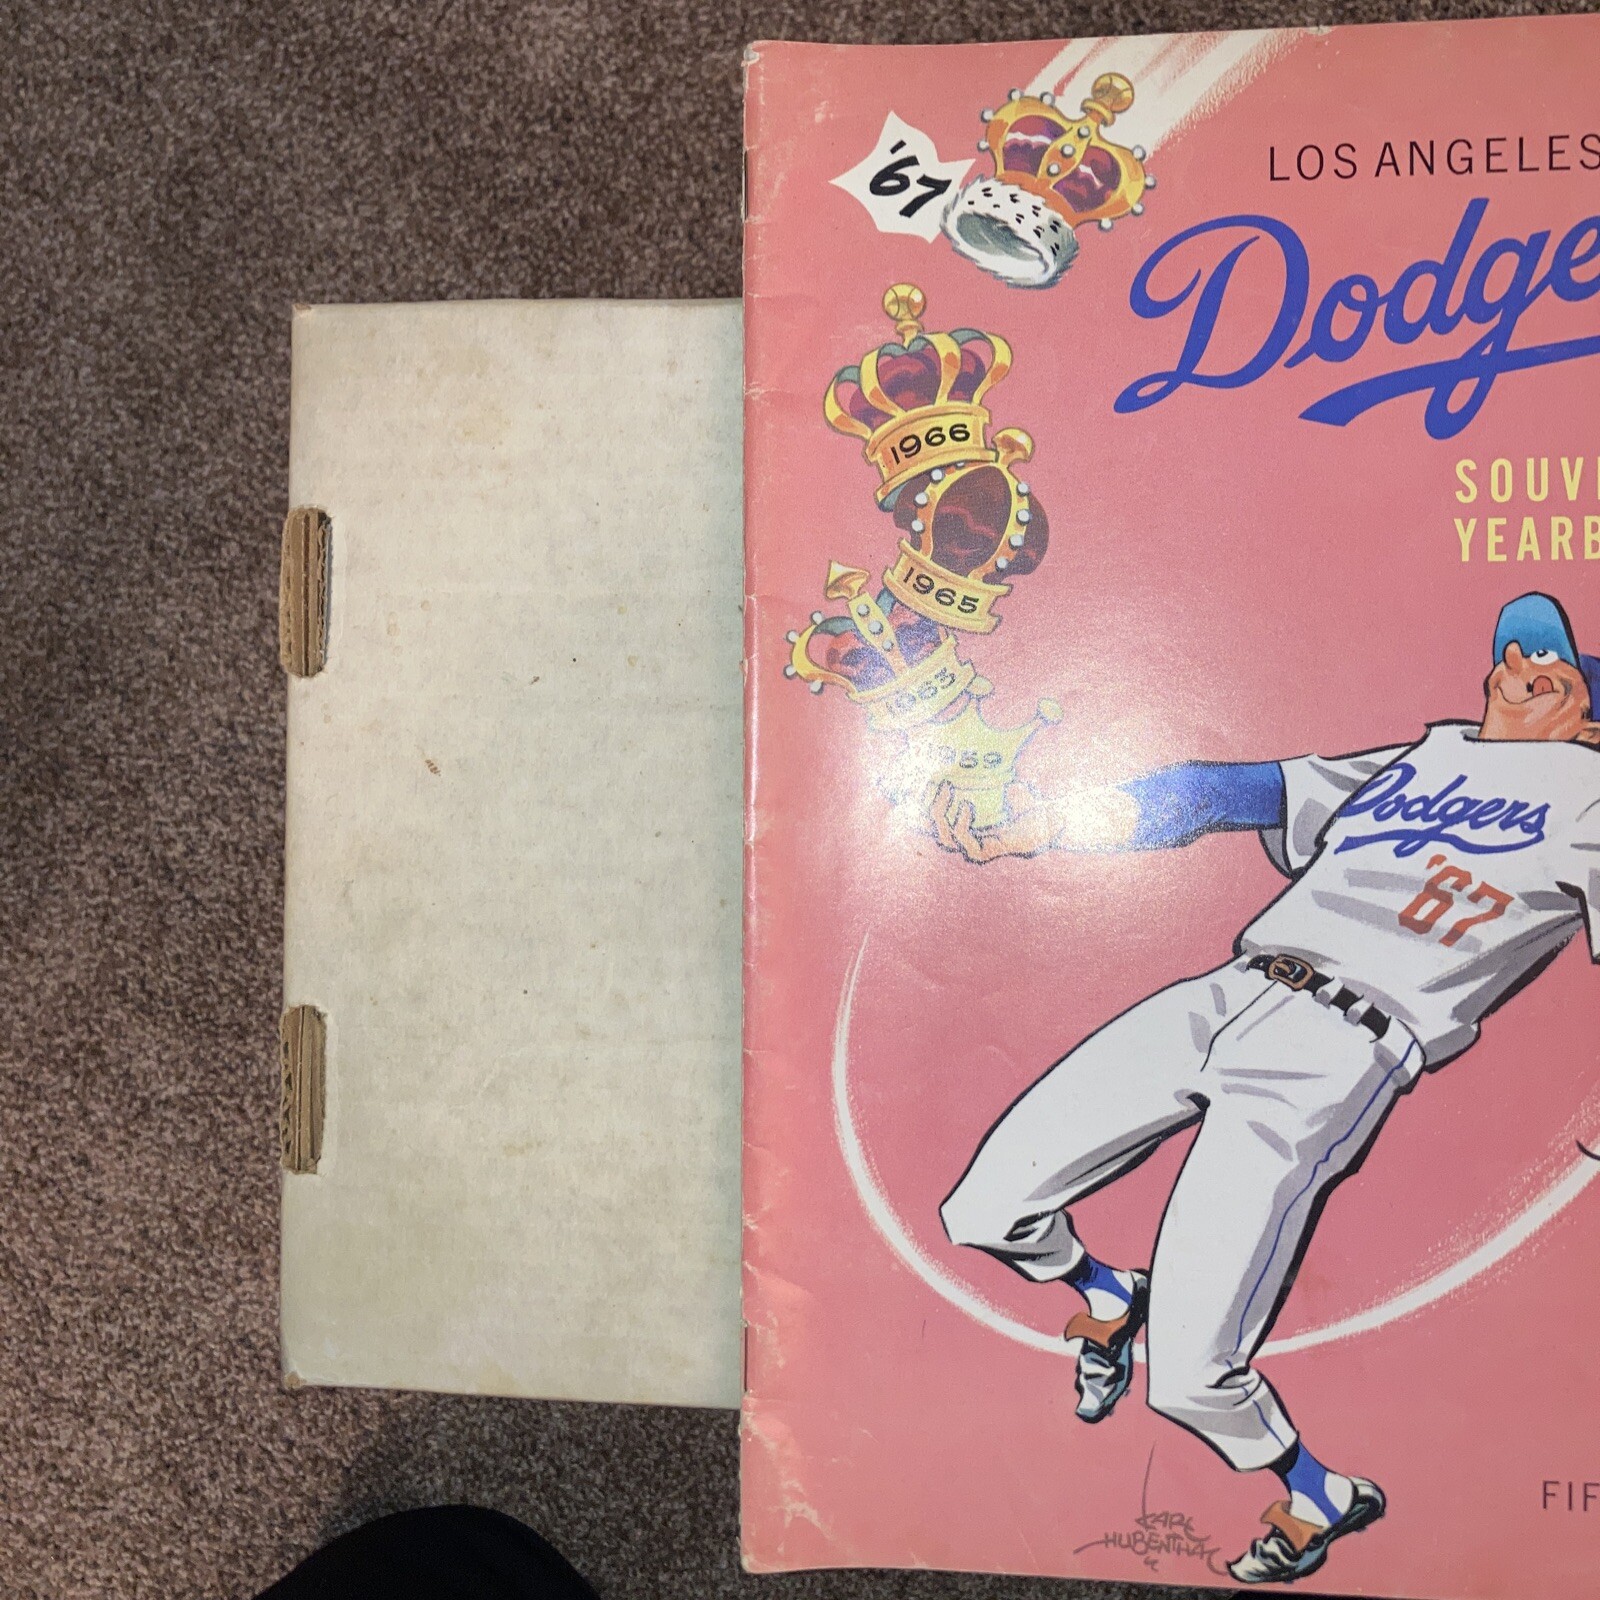 '67
LOS ANGELES
Dodge
1966
SOUV
YEARB
1965
1963
1959
Dodgers
'67
FIF
KARL
HUBENTHAL